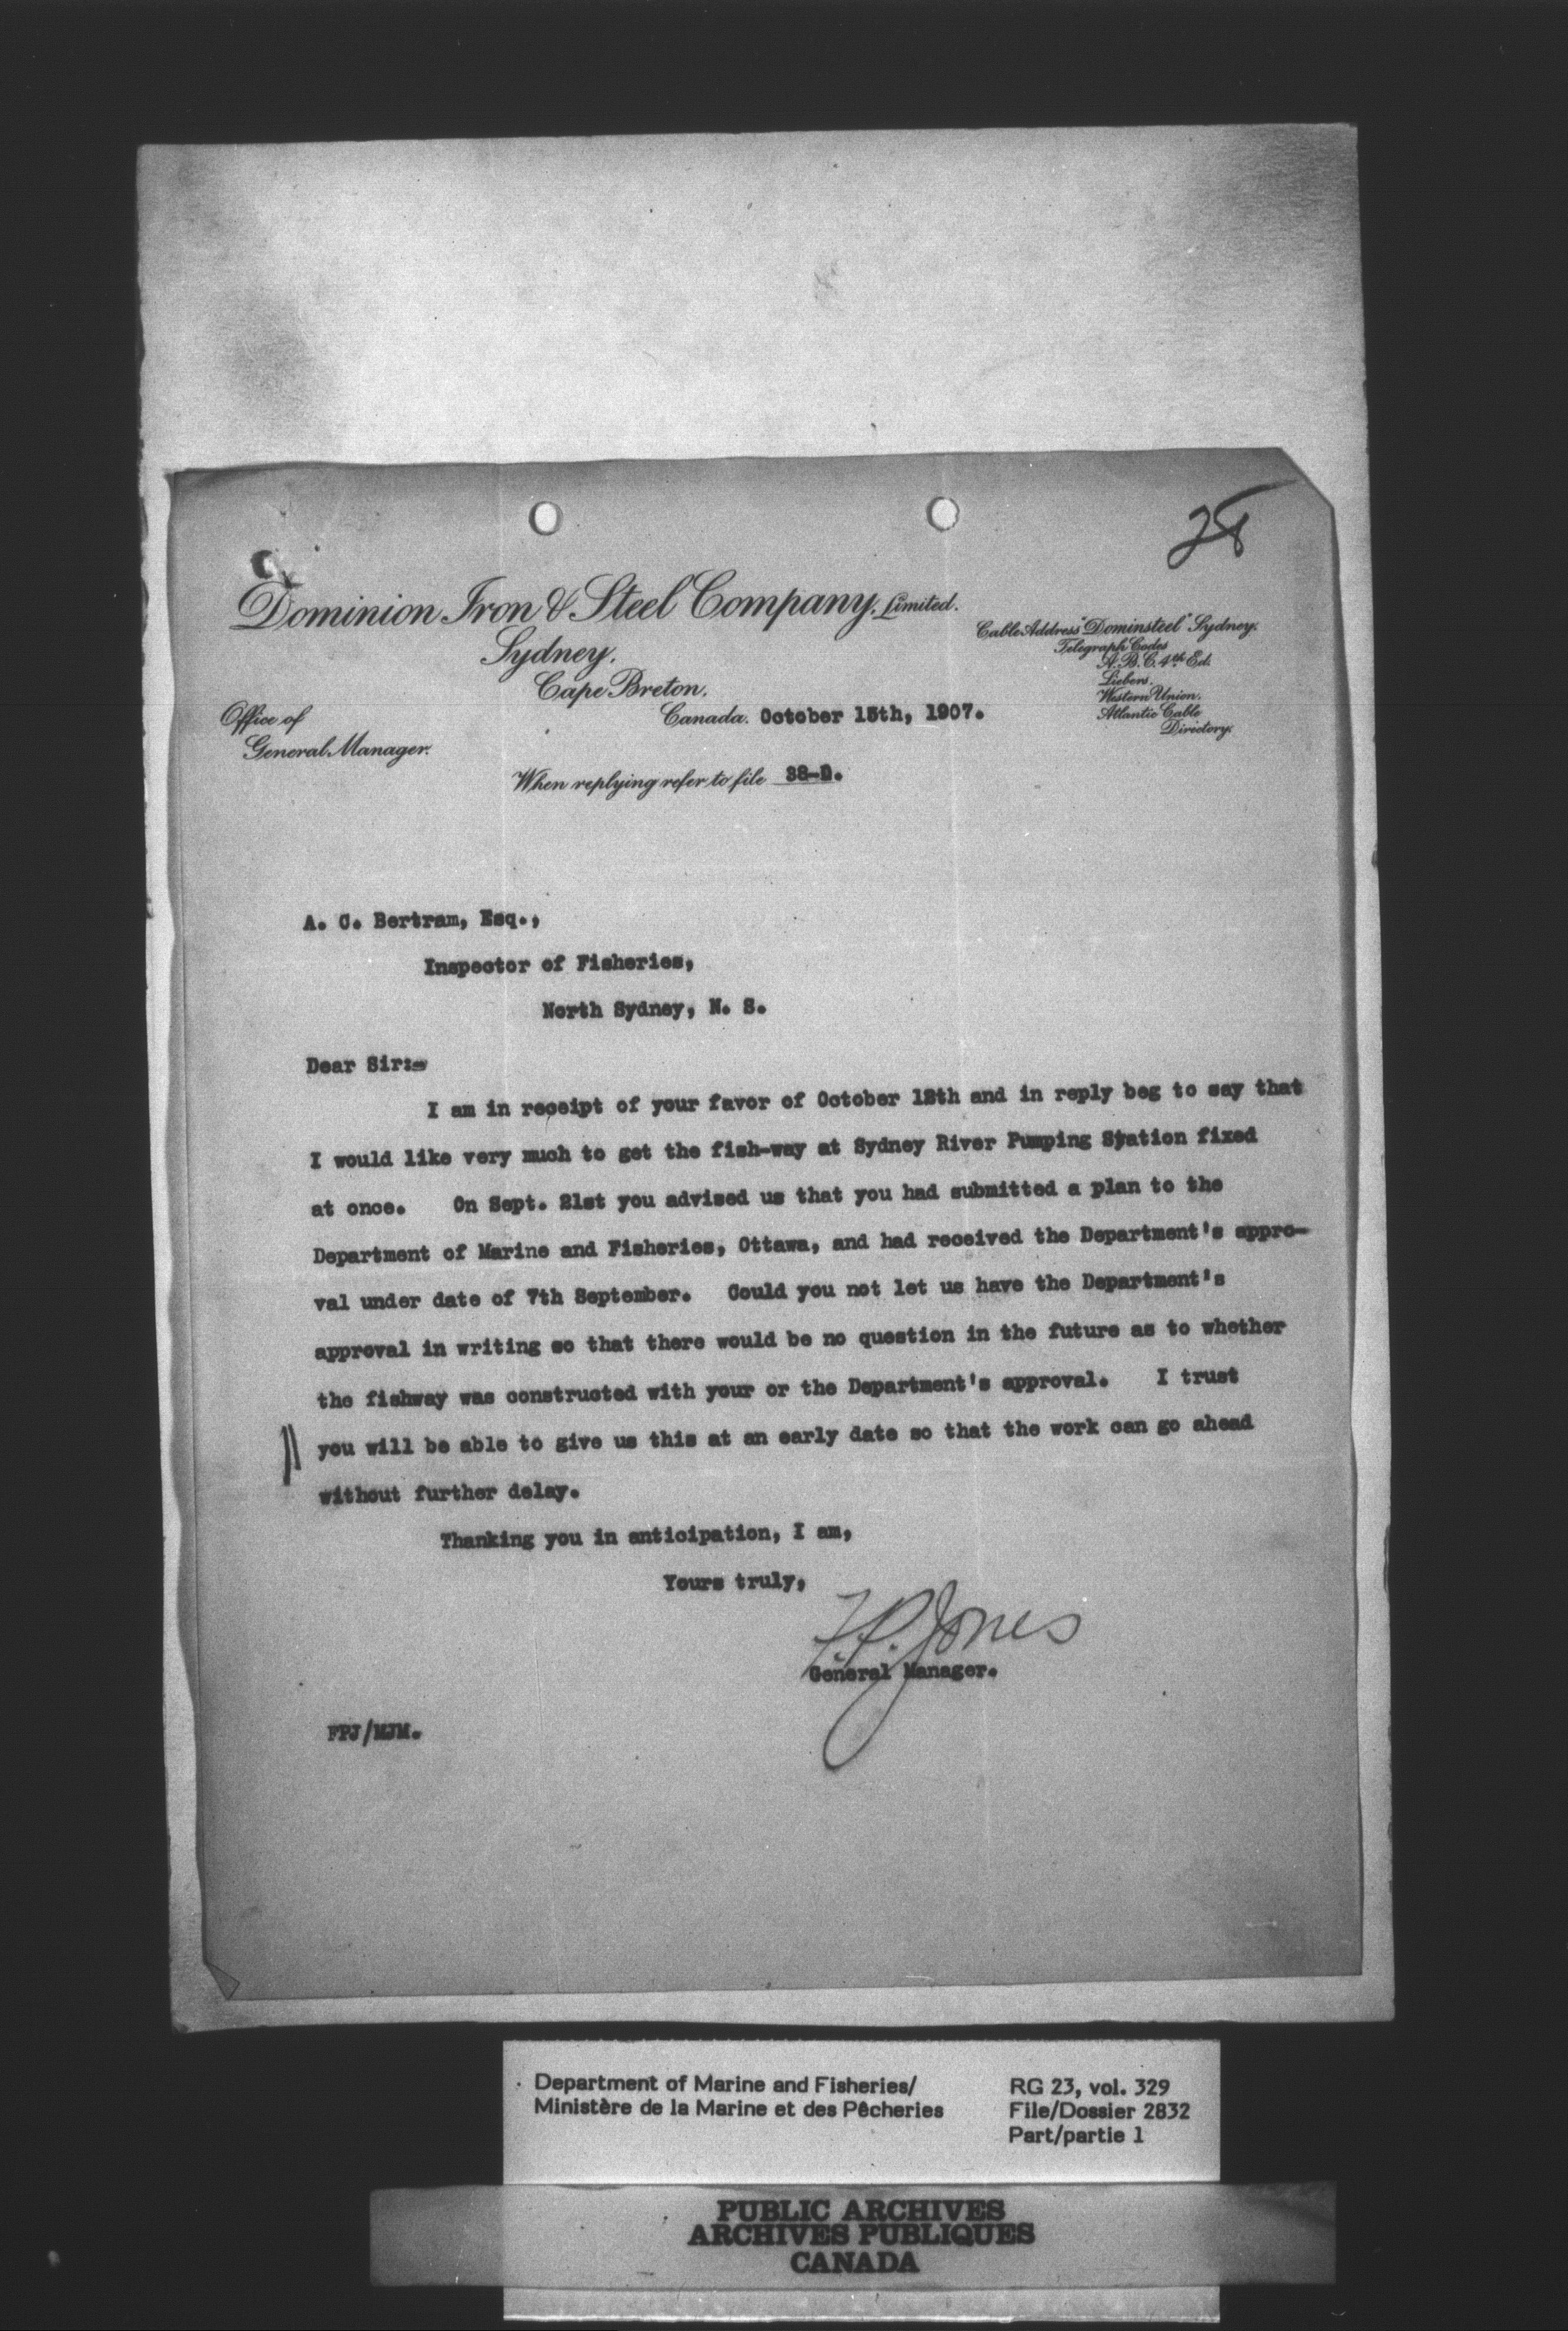 28
Dominion Iron & Steel Company, Limited.
Sydney,
Cape Breton,
Canada. October 15th, 1907.
Cable Address "Dominsteel" Sydney.
Telegraph Codes
A.B.C. 4th Ed.
Liebers.
Western Union.
Atlantic Cable
Directory.
Office of
General Manager.
When replying refer to file 38-D.
A. C. Bertram, Esq.,
Inspector of Fisheries,
North Sydney, N. S.
Dear Sir:-
I am in receipt of your favor of October 12th and in reply beg to say that
I would like very much to get the fish-way at Sydney River Pumping Station fixed
at once. On Sept. 21st you advised us that you had submitted a plan to the
Department of Marine and Fisheries, Ottawa, and had received the Department's appro-
val under date of 7th September. Could you not let us have the Department's
approval in writing so that there would be no question in the future as to whether
the fishway was constructed with your or the Department's approval. I trust
you will be able to give us this at an early date so that the work can go ahead
without further delay.
Thanking you in anticipation, I am,
Yours truly,
F.P. Jones
General Manager.
FPJ/MJM.
Department of Marine and Fisheries/
Ministère de la Marine et des Pêcheries
RG 23, vol. 329
File/Dossier 2832
Part/partie 1
PUBLIC ARCHIVES
ARCHIVES PUBLIQUES
CANADA